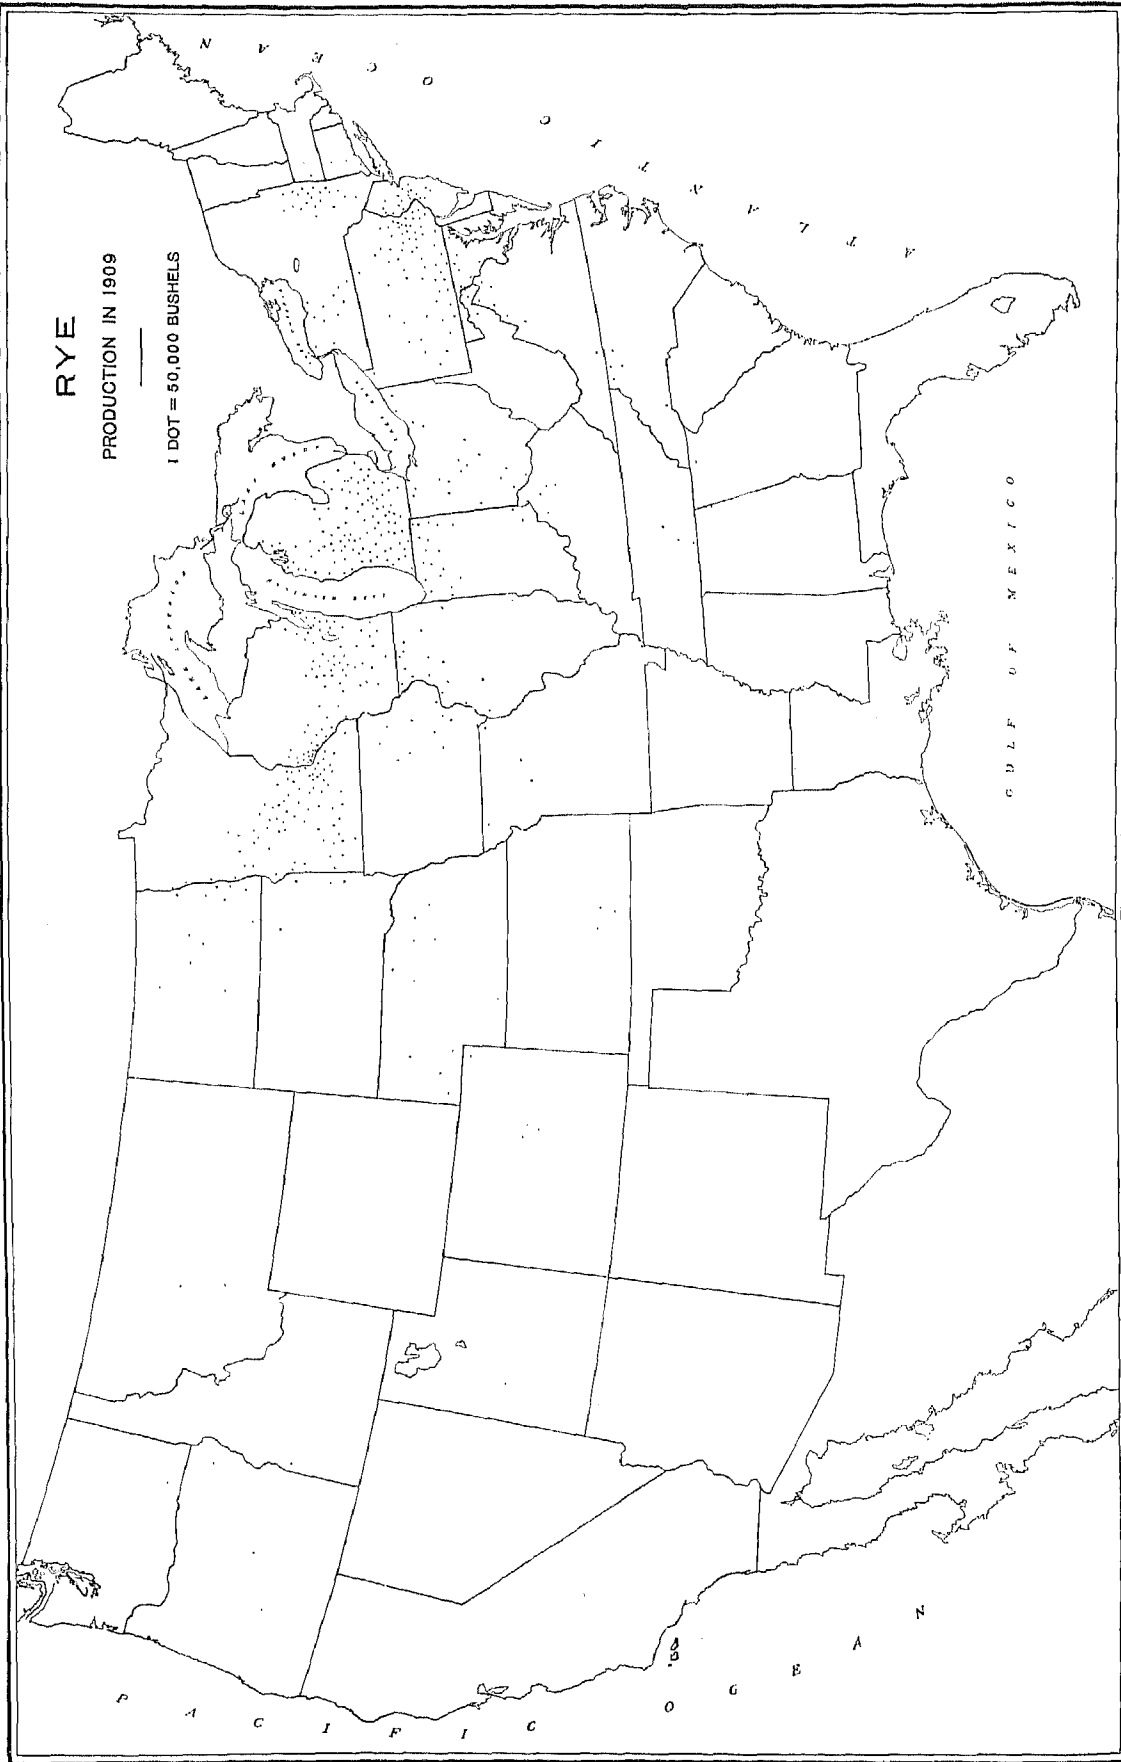 RYE
PRODUCTION IN 1909
1 DOT = 50,000 BUSHELS
ATLANTIC OCEAN
GULF OF MEXICO
PACIFIC OCEAN